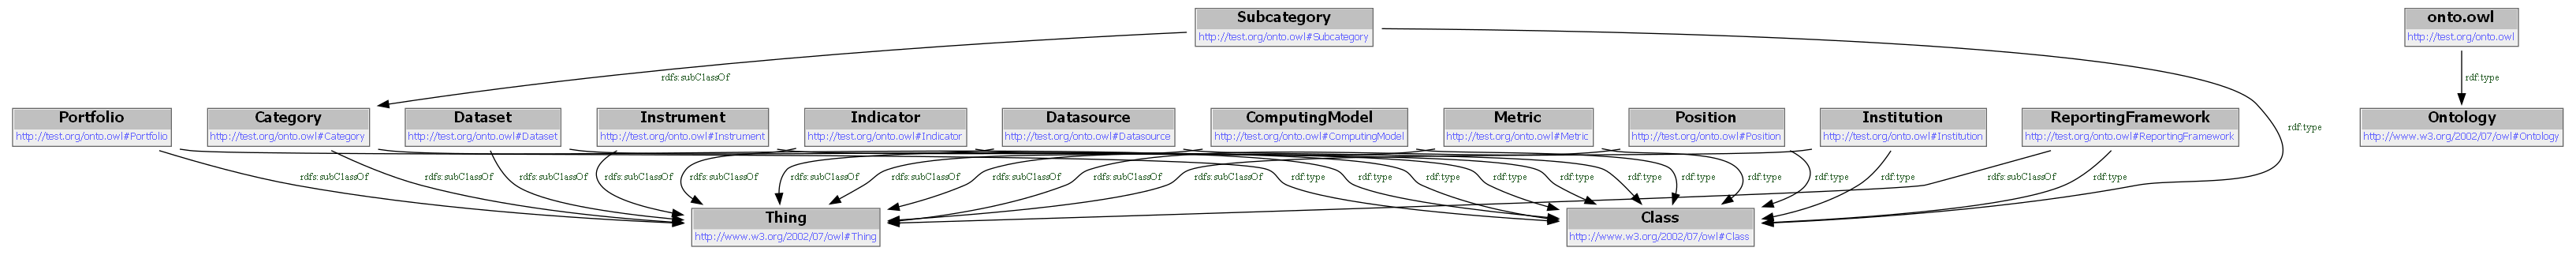 Subcategory
http://test.org/onto.owl#Subcategory
onto.owl
http://test.org/onto.owl
rdfs:subClassOf
rdf:type
Portfolio
http://test.org/onto.owl#Portfolio
Category
http://test.org/onto.owl#Category
Dataset
http://test.org/onto.owl#Dataset
Instrument
http://test.org/onto.owl#Instrument
Indicator
http://test.org/onto.owl#Indicator
Datasource
http://test.org/onto.owl#Datasource
ComputingModel
http://test.org/onto.owl#ComputingModel
Metric
http://test.org/onto.owl#Metric
Position
http://test.org/onto.owl#Position
Institution
http://test.org/onto.owl#Institution
ReportingFramework
http://test.org/onto.owl#ReportingFramework
Ontology
http://www.w3.org/2002/07/owl#Ontology
rdf:type
rdfs:subClassOf
rdfs:subClassOf
rdfs:subClassOf
rdfs:subClassOf
rdfs:subClassOf
rdfs:subClassOf
rdfs:subClassOf
rdfs:subClassOf
rdfs:subClassOf
rdfs:subClassOf
rdf:type
rdf:type
rdf:type
rdf:type
rdf:type
rdf:type
rdf:type
rdf:type
rdf:type
rdf:type
rdfs:subClassOf
rdf:type
Thing
http://www.w3.org/2002/07/owl#Thing
Class
http://www.w3.org/2002/07/owl#Class